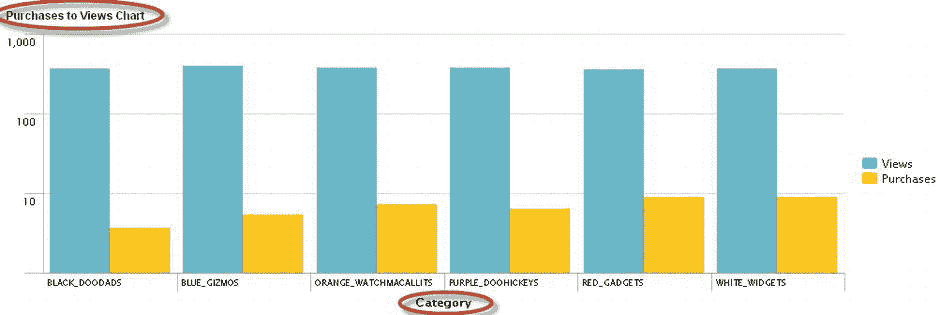 Purchases to Views Chart
1,000
100
10
Views
Purchases
BLACK_DOODADS
BLUE_GIZMOS
ORANGE_WATCHMACALLITS
PURPLE_DOOHICKEYS
RED_GADGETS
WHITE_WIDGETS
Category